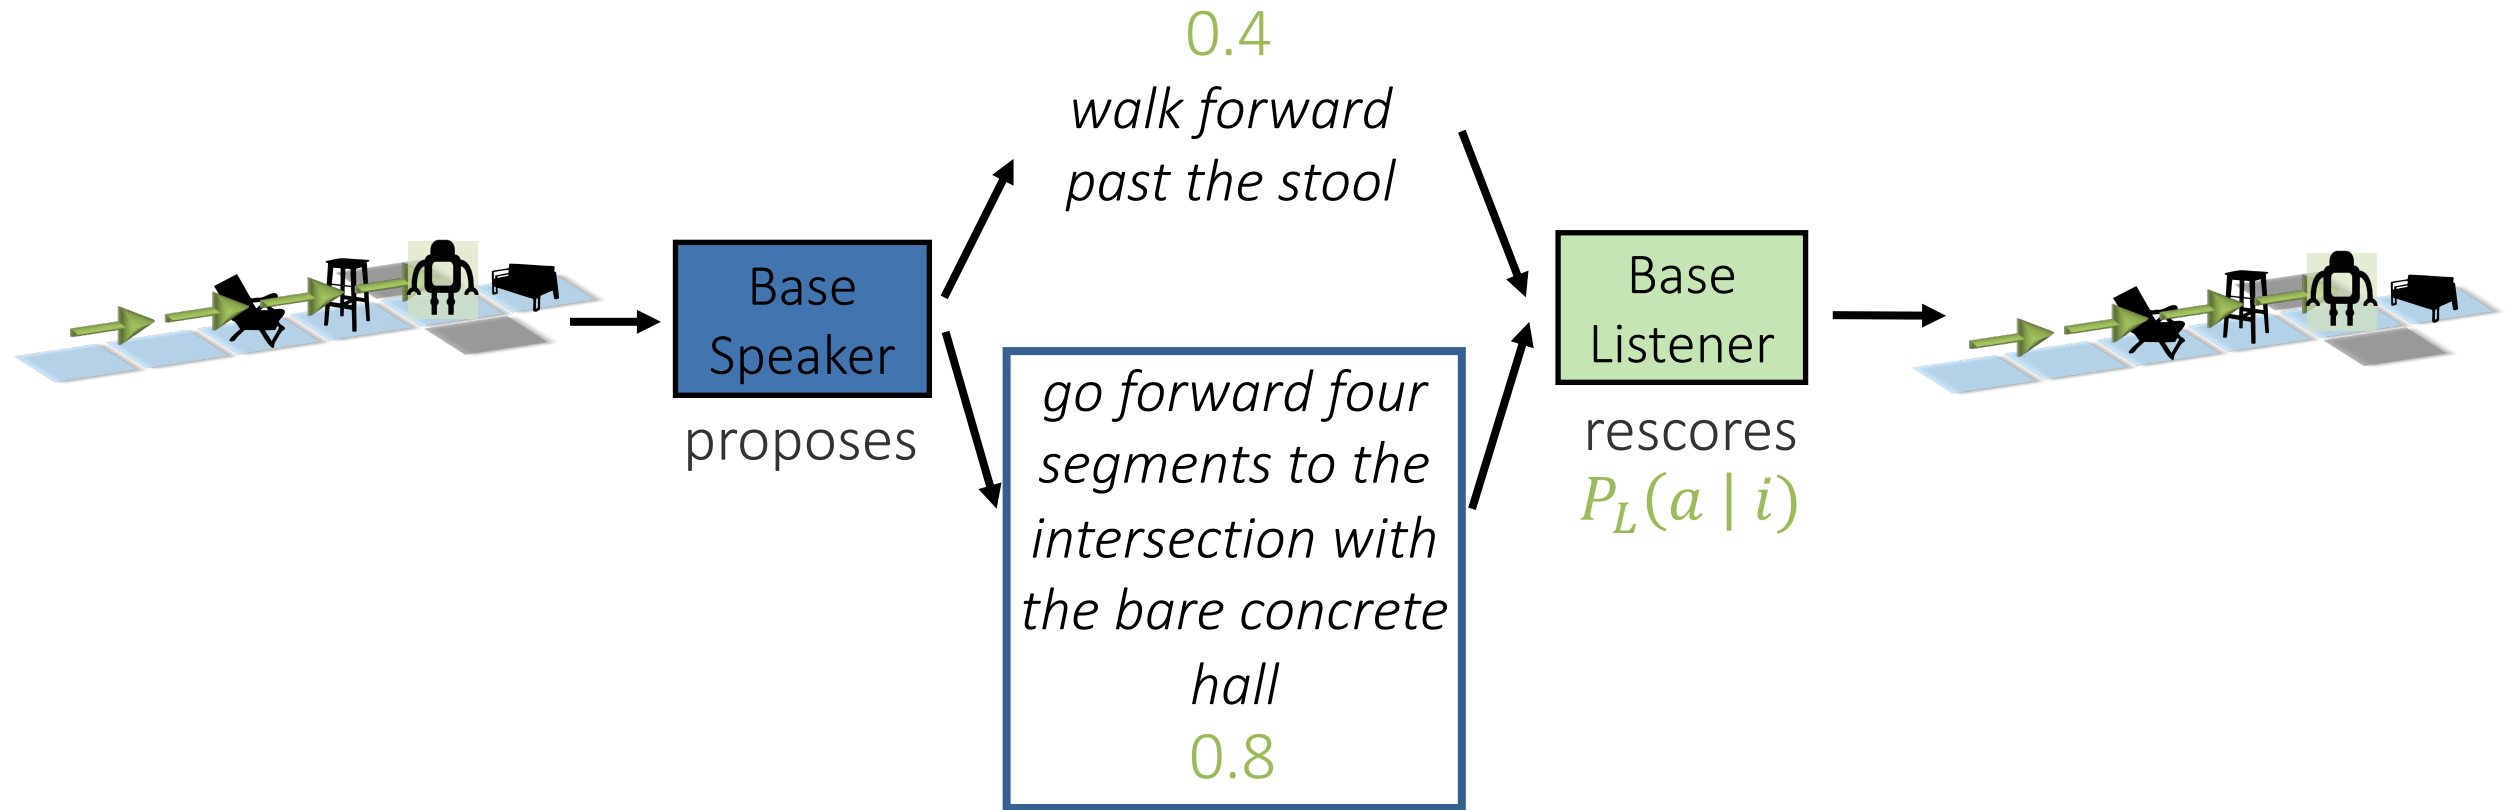 0.4
walk forward
past the stool
Base
Speaker
proposes
go forward four
segments to the
intersection with
the bare concrete
hall
0.8
Base
Listener
rescores
P_L(a | i)